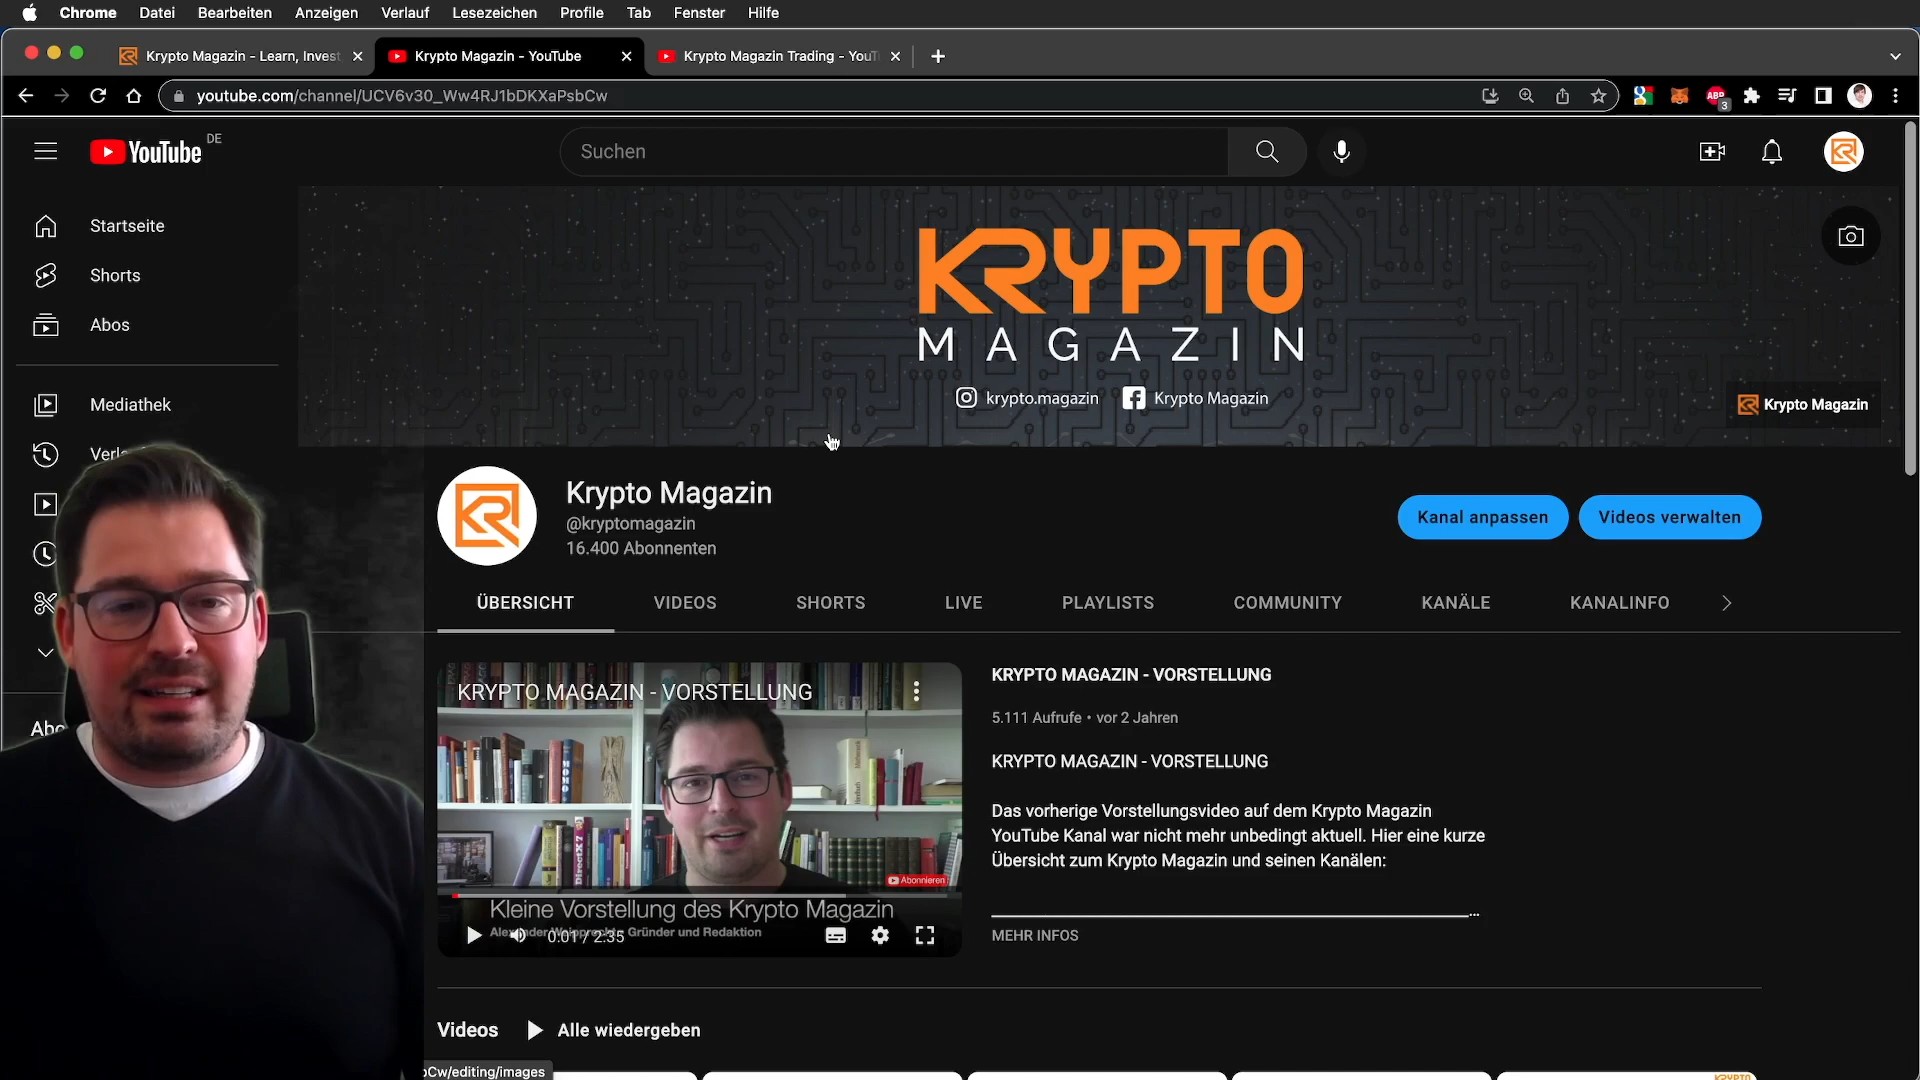 Chrome Datei Bearbeiten Anzeigen Verlauf Lesezeichen Profile Tab Fenster Hilfe
Krypto Magazin - Learn, Invest
Krypto Magazin - YouTube
Krypto Magazin Trading - YouT
youtube.com/channel/UCV6v30_Ww4RJ1bDKXaPsbCw
ABP
3
YouTube DE
Suchen
Startseite
Shorts
Abos
Mediathek
KRYPTO
MAGAZIN
krypto.magazin
Krypto Magazin
Krypto Magazin
Krypto Magazin
@kryptomagazin
16.400 Abonnenten
Kanal anpassen
Videos verwalten
ÜBERSICHT VIDEOS SHORTS LIVE PLAYLISTS COMMUNITY KANÄLE KANALINFO
KRYPTO MAGAZIN - VORSTELLUNG
DirectX 7
MOMO
Abonnieren
Kleine Vorstellung des Krypto Magazin
Gründer und Redaktion
0:01 / 2:35
KRYPTO MAGAZIN - VORSTELLUNG
5.111 Aufrufe • vor 2 Jahren
KRYPTO MAGAZIN - VORSTELLUNG
Das vorherige Vorstellungsvideo auf dem Krypto Magazin
YouTube Kanal war nicht mehr unbedingt aktuell. Hier eine kurze
Übersicht zum Krypto Magazin und seinen Kanälen:
...
MEHR INFOS
Videos
Alle wiedergeben
Cw/editing/images